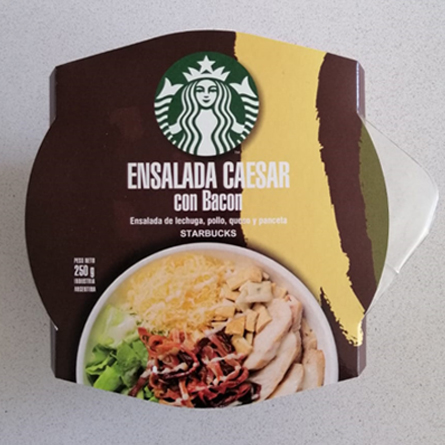 ENSALADA CAESAR
con Bacon
Ensalada de lechuga, pollo, queso y panceta
STARBUCKS
PESO NETO
250 g
INDUSTRIA
ARGENTINA